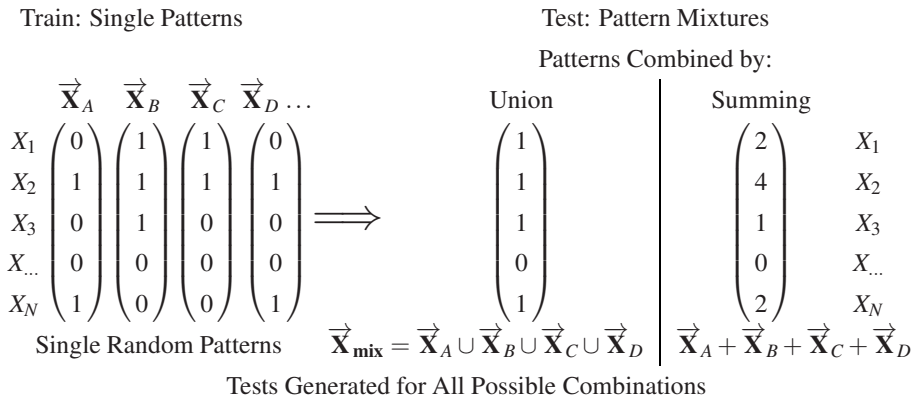 Train: Single Patterns Test: Pattern Mixtures
Patterns Combined by:
X⃗_A X⃗_B X⃗_C X⃗_D ... Union Summing
X_1 0 1 1 0 1 2 X_1
X_2 1 1 1 1 1 4 X_2
X_3 0 1 0 0 ⟹ 1 1 X_3
X_... 0 0 0 0 0 0 X_...
X_N 1 0 0 1 1 2 X_N
Single Random Patterns X⃗_mix = X⃗_A ∪ X⃗_B ∪ X⃗_C ∪ X⃗_D X⃗_A + X⃗_B + X⃗_C + X⃗_D
Tests Generated for All Possible Combinations